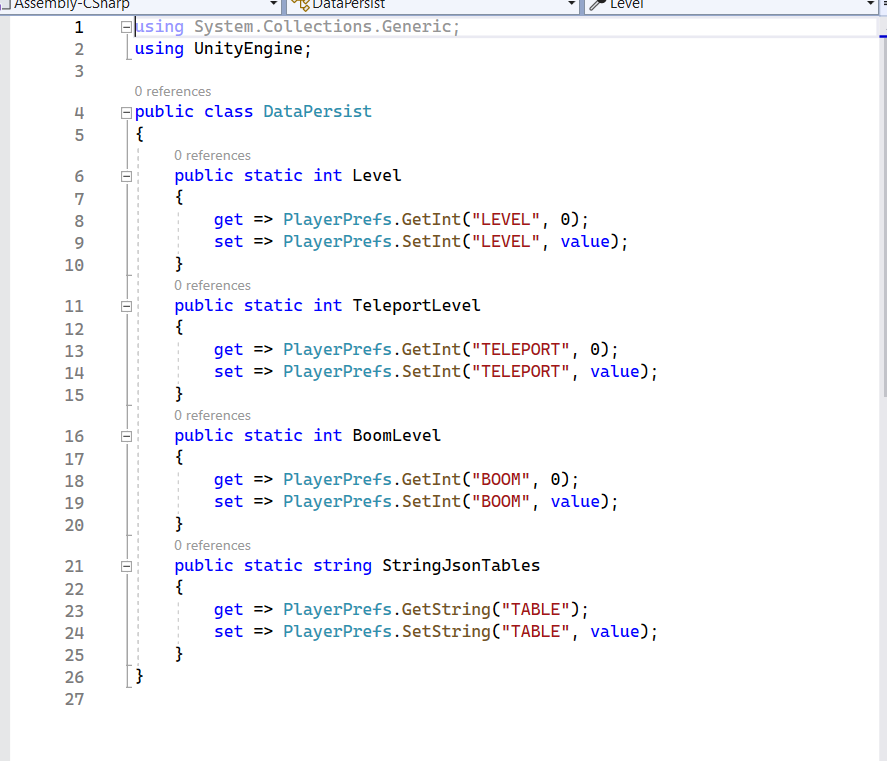 Assembly-CSharp DataPersist Level
1 using System.Collections.Generic;
2 using UnityEngine;
3
0 references
4 public class DataPersist
5 {
0 references
6 public static int Level
7 {
8 get => PlayerPrefs.GetInt("LEVEL", 0);
9 set => PlayerPrefs.SetInt("LEVEL", value);
10 }
0 references
11 public static int TeleportLevel
12 {
13 get => PlayerPrefs.GetInt("TELEPORT", 0);
14 set => PlayerPrefs.SetInt("TELEPORT", value);
15 }
0 references
16 public static int BoomLevel
17 {
18 get => PlayerPrefs.GetInt("BOOM", 0);
19 set => PlayerPrefs.SetInt("BOOM", value);
20 }
0 references
21 public static string StringJsonTables
22 {
23 get => PlayerPrefs.GetString("TABLE");
24 set => PlayerPrefs.SetString("TABLE", value);
25 }
26 }
27